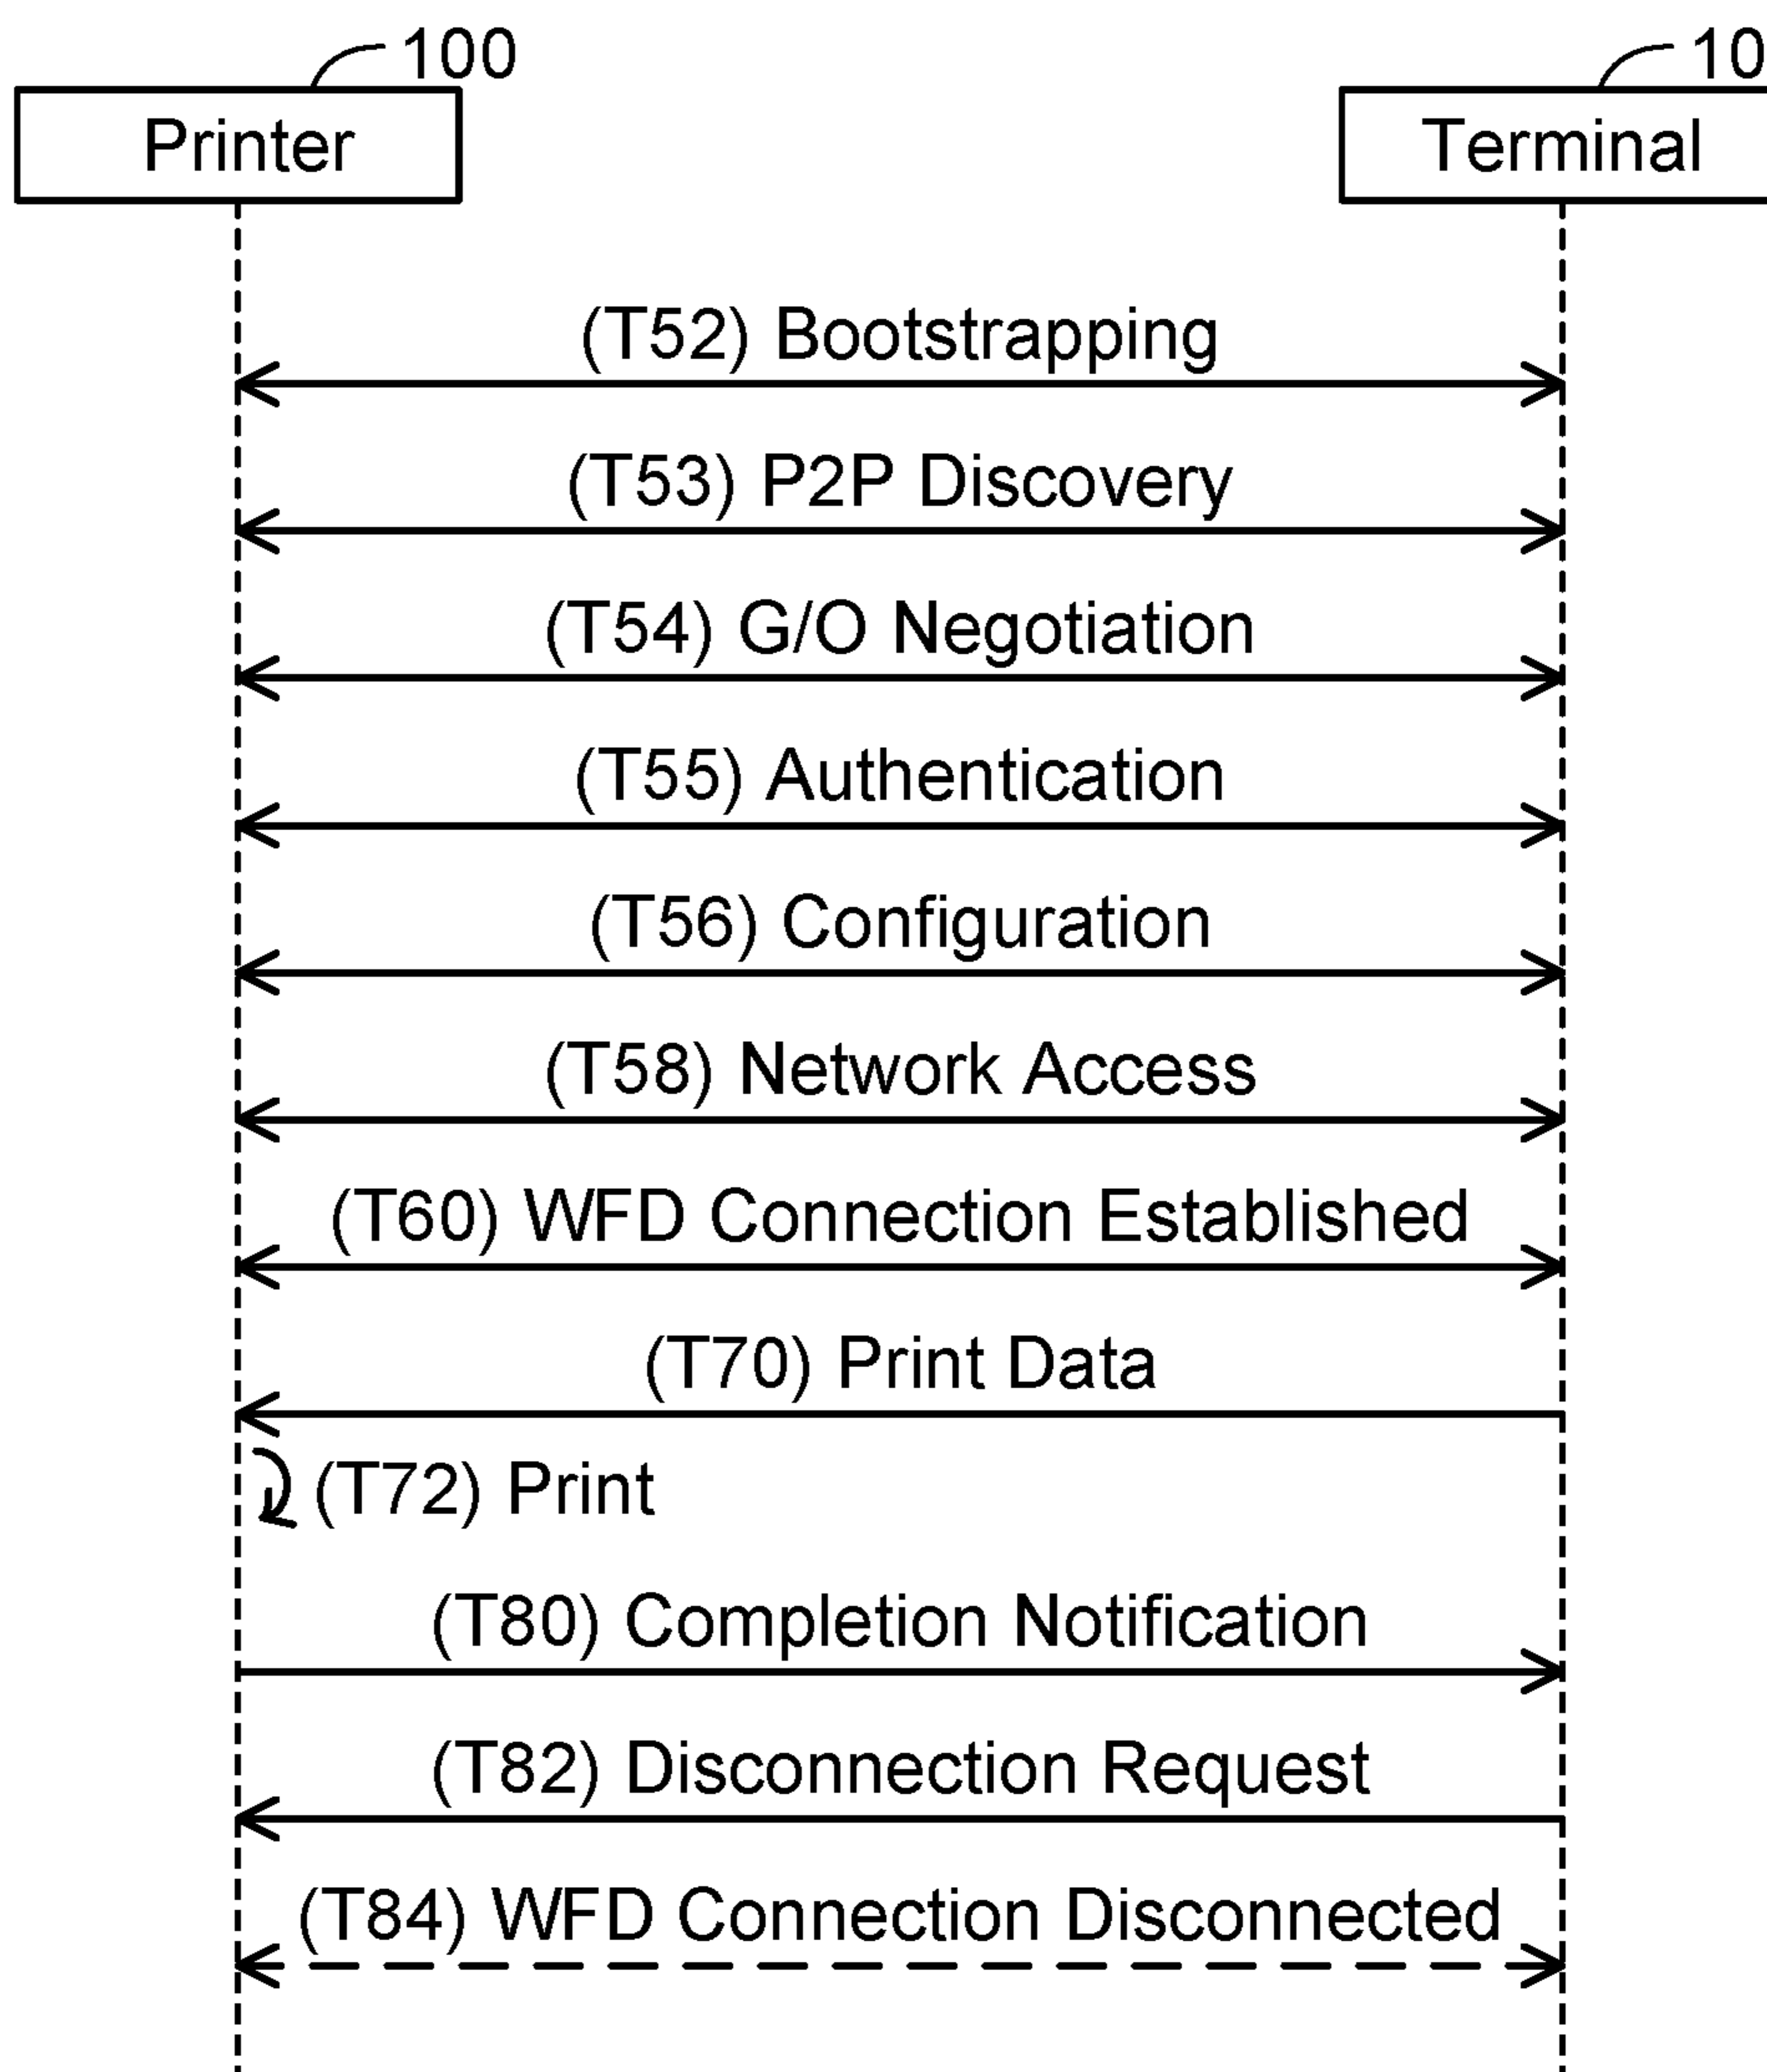 100
10
Printer
Terminal
(T52) Bootstrapping
(T53) P2P Discovery
(T54) G/O Negotiation
(T55) Authentication
(T56) Configuration
(T58) Network Access
(T60) WFD Connection Established
(T70) Print Data
(T72) Print
(T80) Completion Notification
(T82) Disconnection Request
(T84) WFD Connection Disconnected